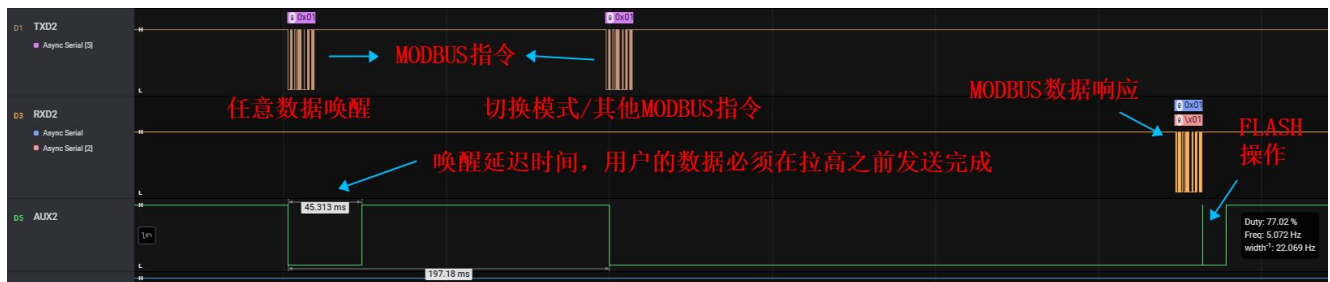 D1 TXD2
Async Serial [3]
0x01
0x01
H
L
MODBUS指令
任意数据唤醒
切换模式/其他MODBUS指令
MODBUS数据响应
D3 RXD2
Async Serial
Async Serial [2]
0x01
\x01
H
L
FLASH
操作
唤醒延迟时间，用户的数据必须在拉高之前发送完成
D5 AUX2
H
L
45.313 ms
197.18 ms
Duty: 77.02 %
Freq: 5.072 Hz
width⁻¹: 22.069 Hz
H